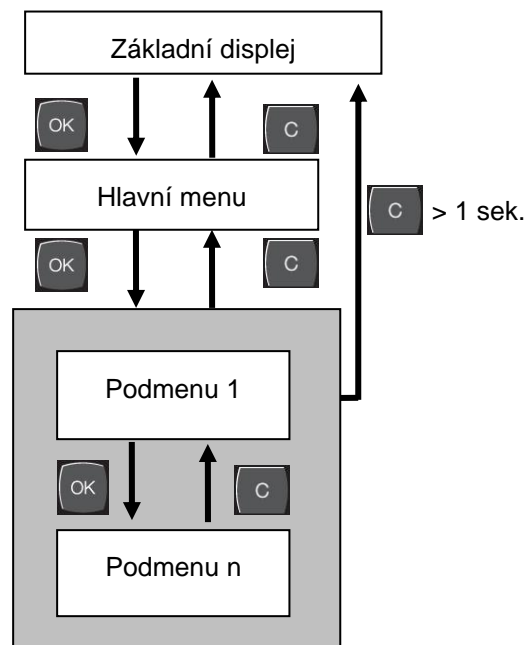 Základní displej
OK
C
Hlavní menu
C > 1 sek.
OK
C
Podmenu 1
OK
C
Podmenu n